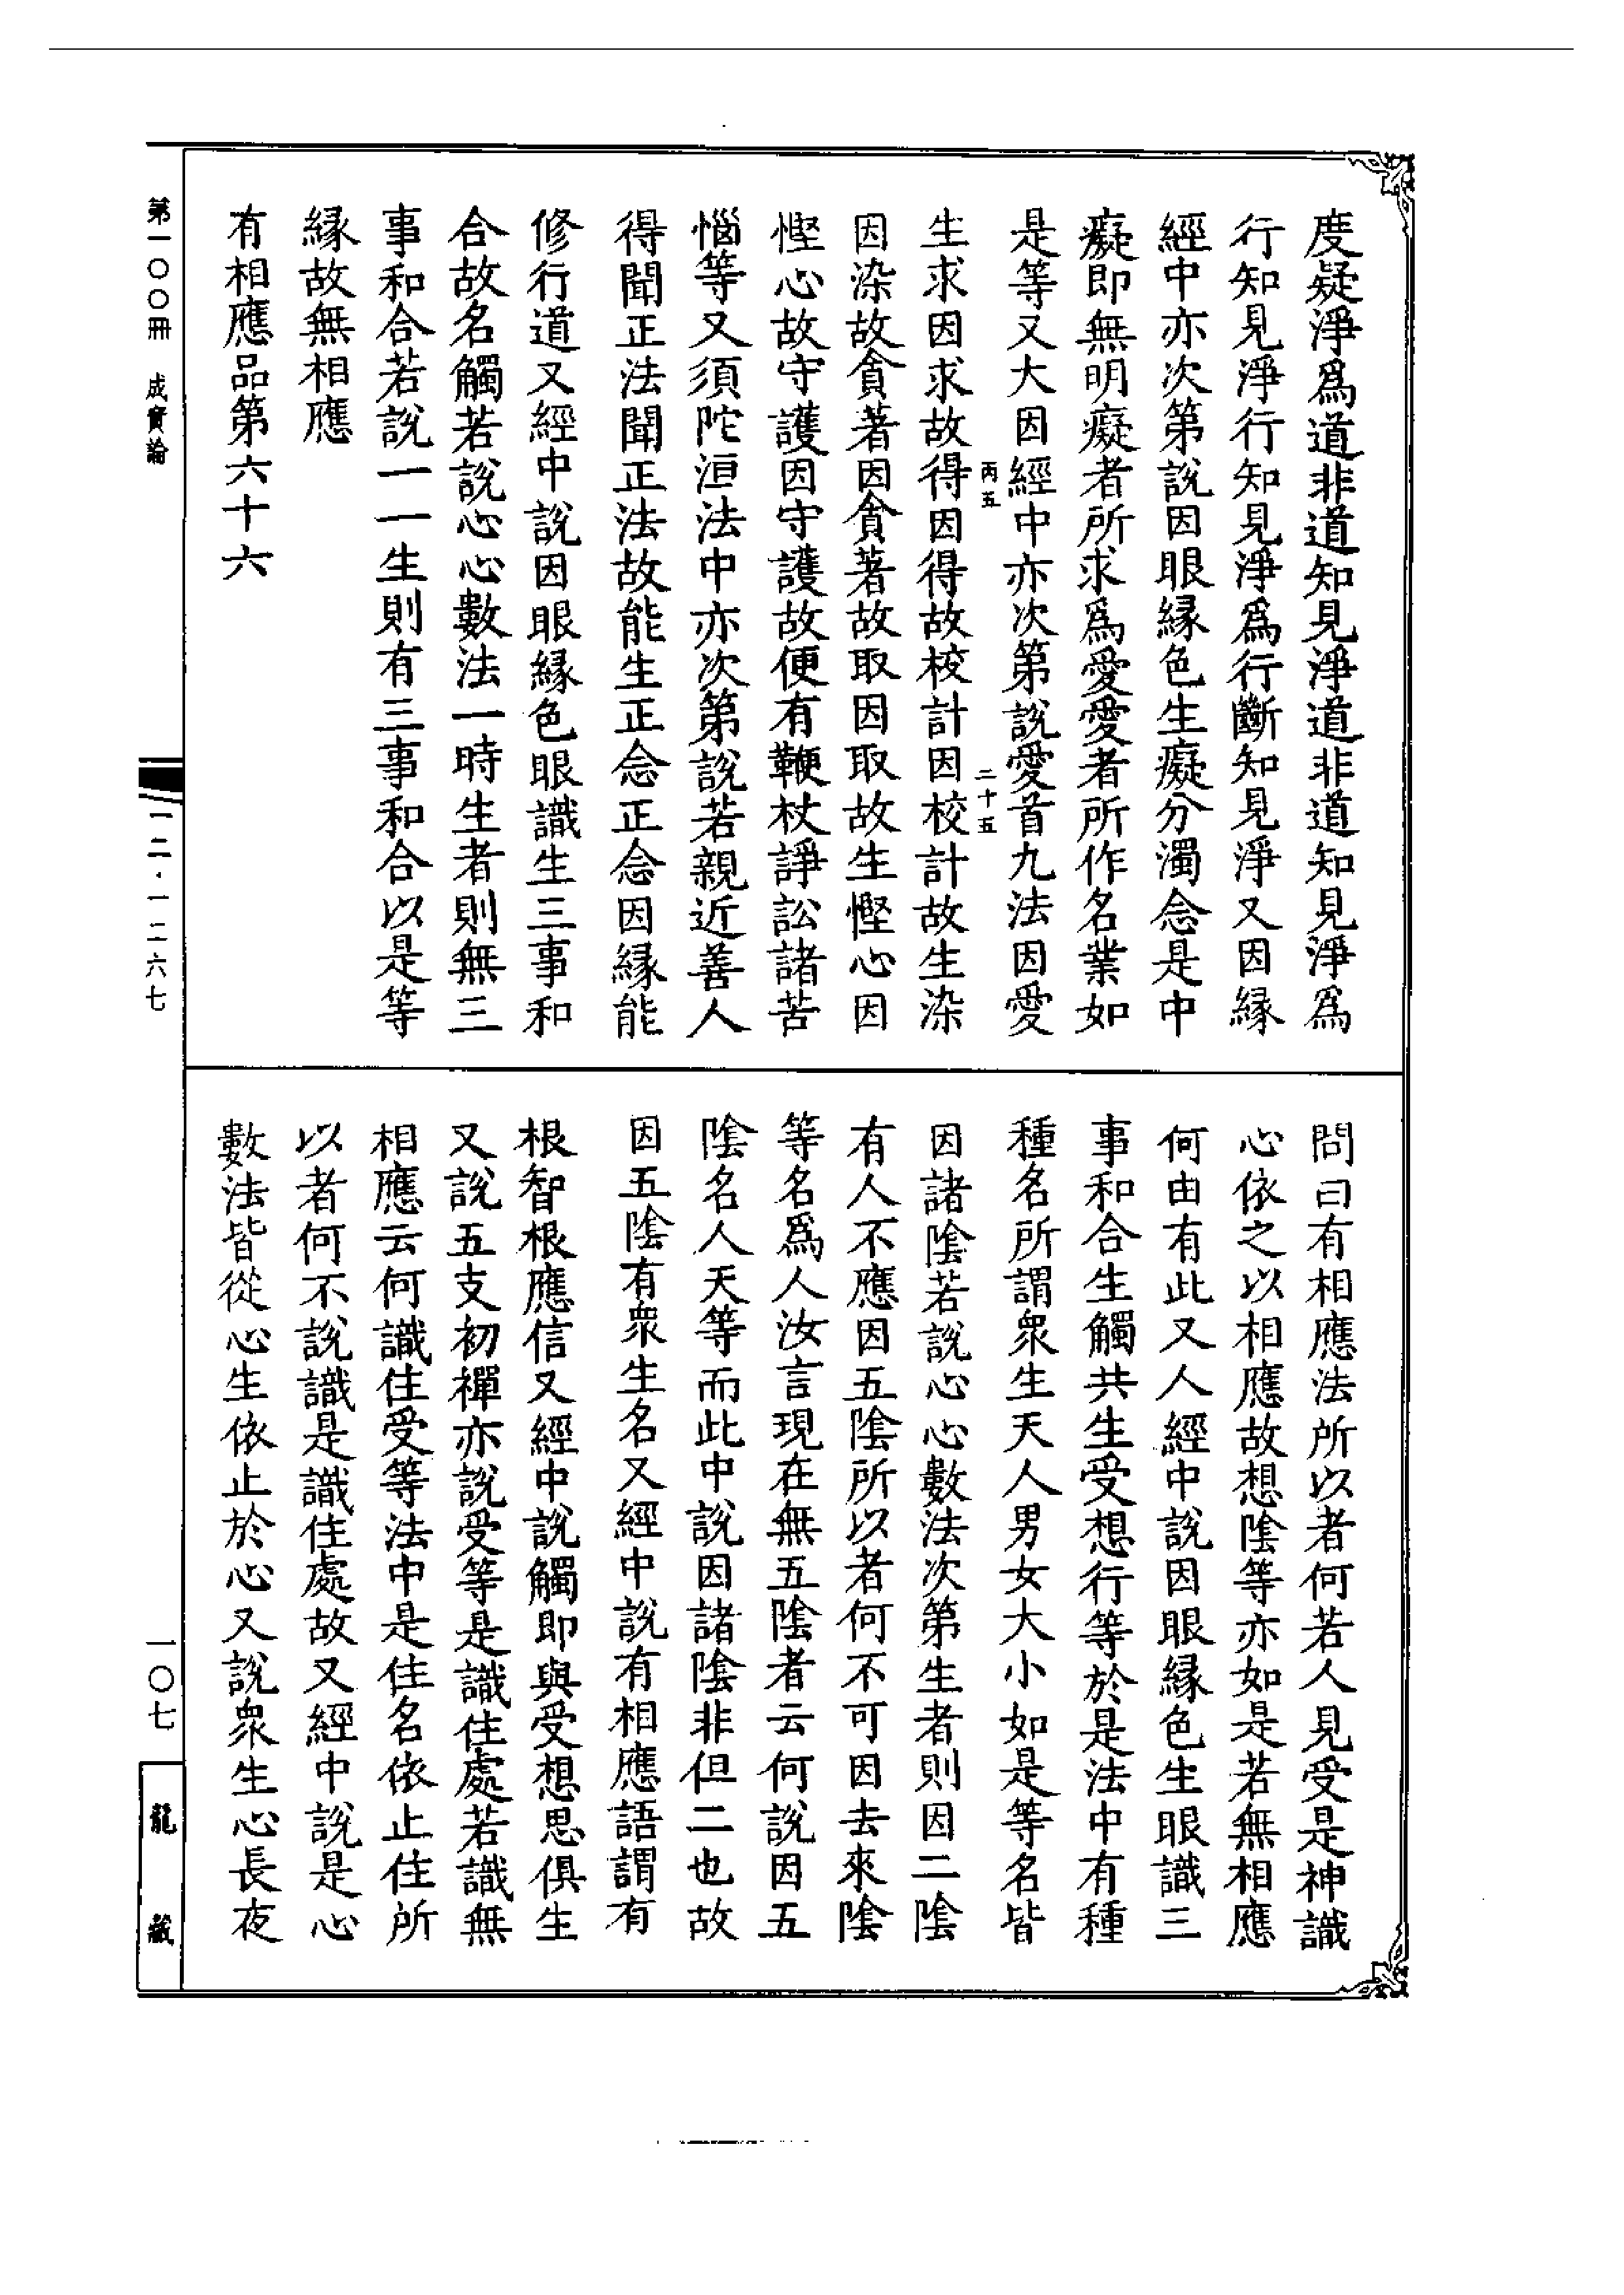 度疑淨爲道非道知見淨道非道知見淨爲
行知見淨行知見淨爲行斷知見淨又因縁
經中亦次第說因眼縁色生癡分濁念是中
癡即無明癡者所求爲愛愛者所作名業如
是等又大因經中亦次第說愛首九法因愛
丙五
二十五
生求因求故得因得故校計因校計故生染
因染故貪著因貪著故取因取故生慳心因
慳心故守護因守護故便有鞭杖諍訟諸苦
惱等又須陀洹法中亦次第說若親近善人
得聞正法聞正法故能生正念正念因縁能
修行道又經中說因眼縁色眼識生三事和
合故名觸若說心心數法一時生者則無三
事和合若說一一生則有三事和合以是等
縁故無相應
有相應品第六十六
問曰有相應法所以者何若人見受是神識
心依之以相應故想陰等亦如是若無相應
何由有此又人經中說因眼縁色生眼識三
事和合生觸共生受想行等於是法中有種
種名所謂衆生天人男女大小如是等名皆
因諸陰若說心心數法次第生者則因二陰
有人不應因五陰所以者何不可因去來陰
等名爲人汝言現在無五陰者云何說因五
陰名人天等而此中說因諸陰非但二也故
因五陰有衆生名又經中說有相應語謂有
根智根應信又經中說觸即與受想思俱生
又說五支初禪亦說受等是識住處若識無
相應云何識住受等法中是住名依止住所
以者何不說識是識住處故又經中說是心
數法皆從心生依止於心又說衆生心長夜
第一〇〇冊　成實論
一二·一二六七
一〇七
龍藏